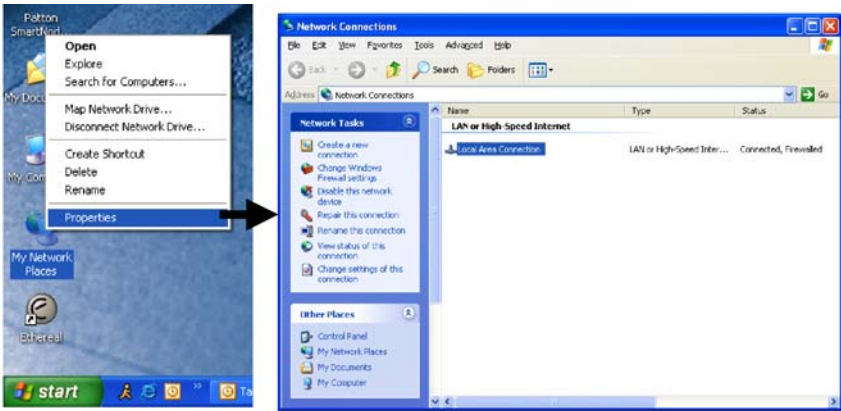 Patton
My Docu
My Com
My Network
Places
Ethereal
Open
Explore
Search for Computers...
Map Network Drive...
Disconnect Network Drive...
Create Shortcut
Delete
Rename
Properties
start
Ta
Network Connections
File Edit View Favorites Tools Advanced Help
Back
Search Folders
Address Network Connections
Go
Network Tasks
Create a new
connection
Change Windows
Firewall settings
Disable this network
device
Repair this connection
Rename this connection
View status of this
connection
Change settings of this
connection
Other Places
Control Panel
My Network Places
My Documents
My Computer
Name Type Status
LAN or High-Speed Internet
Local Area Connection LAN or High-Speed Inter... Connected, Firewalled